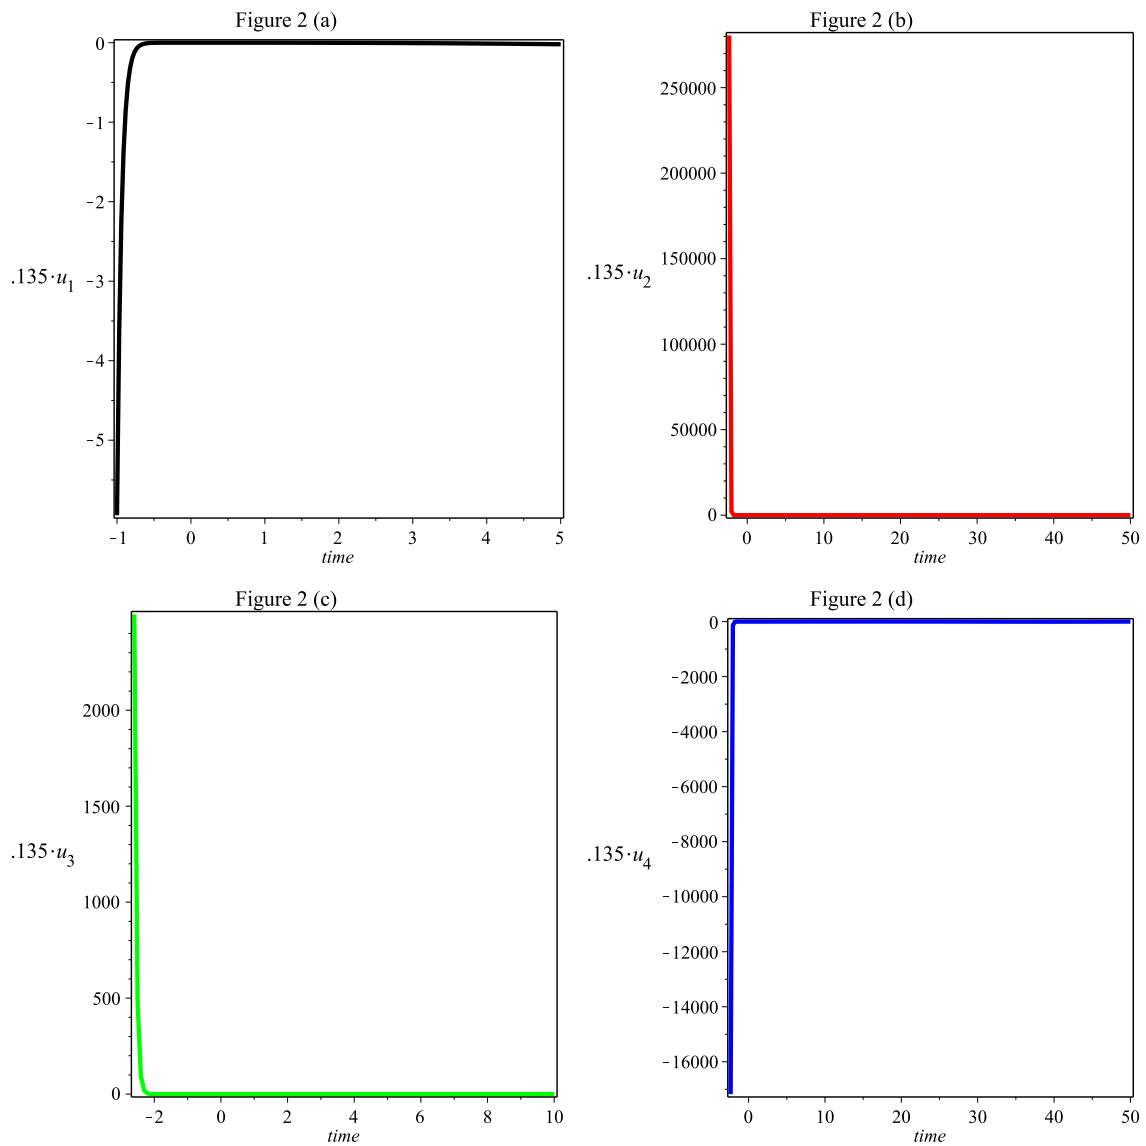 Figure 2 (a)
0
−1
−2
−3
−4
−5
.135·u1
−1 0 1 2 3 4 5
time
Figure 2 (b)
250000
200000
150000
100000
50000
0
.135·u2
0 10 20 30 40 50
time
Figure 2 (c)
2000
1500
1000
500
0
.135·u3
−2 0 2 4 6 8 10
time
Figure 2 (d)
0
−2000
−4000
−6000
−8000
−10000
−12000
−14000
−16000
.135·u4
0 10 20 30 40 50
time